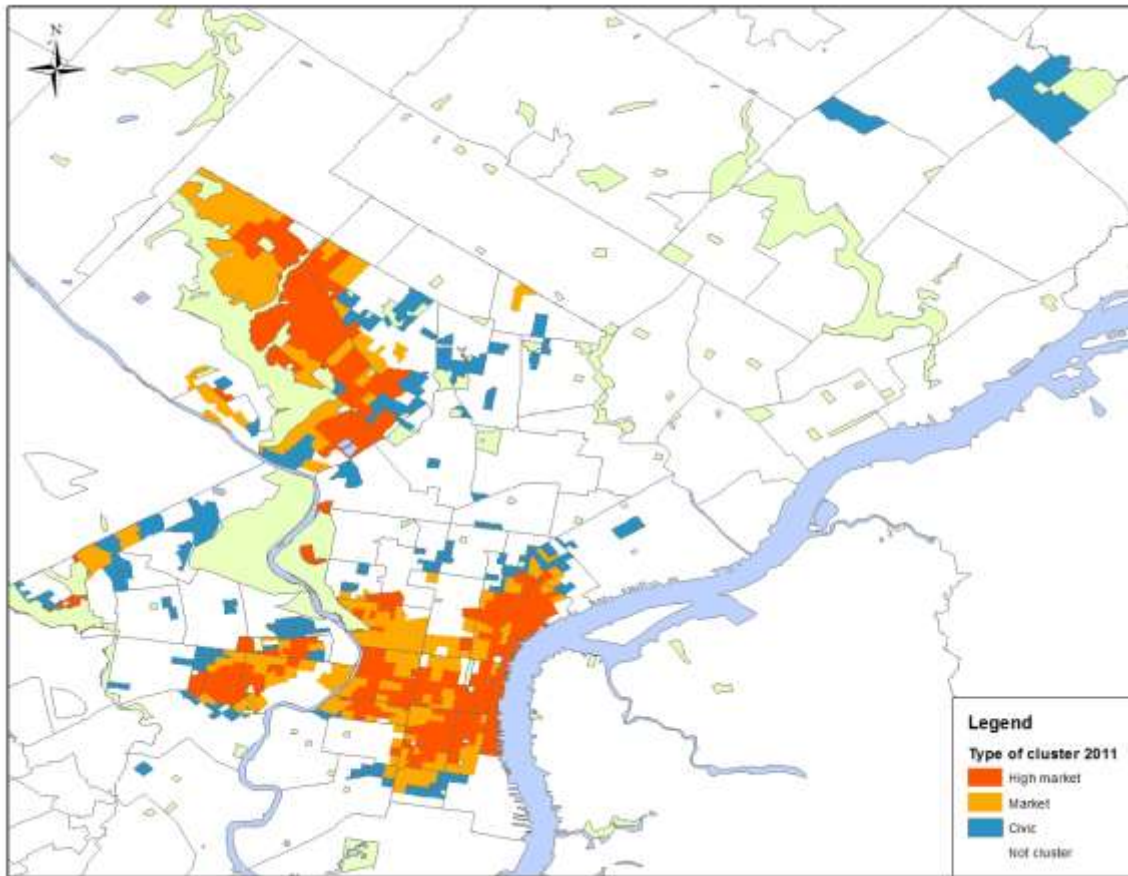 N
Legend
Type of cluster 2011
High market
Market
Civic
Not cluster